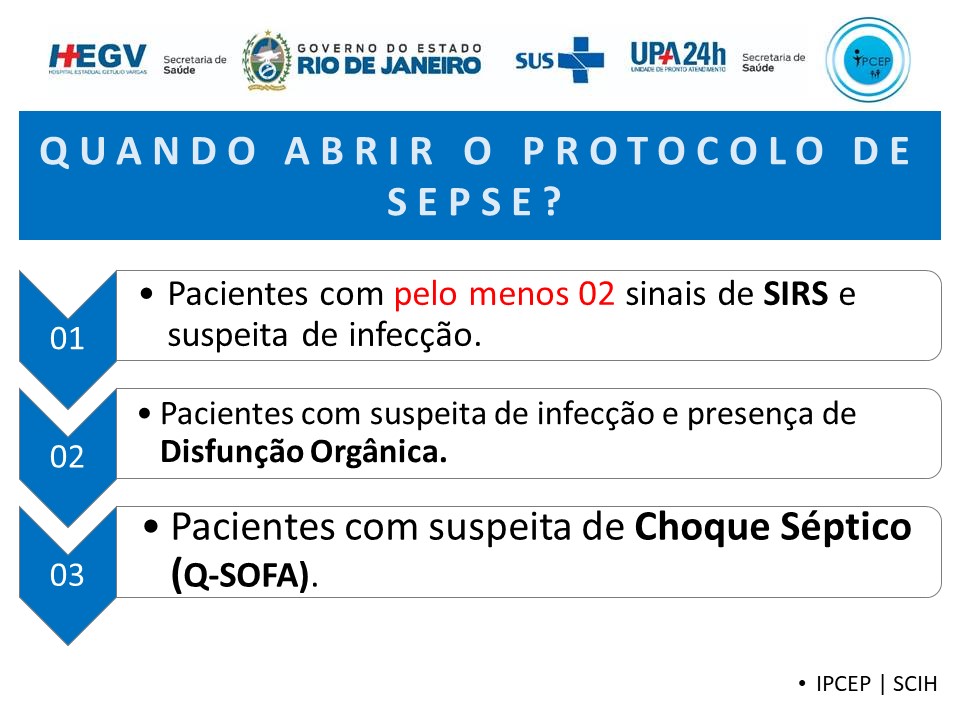 HEGV
HOSPITAL ESTADUAL GETULIO VARGAS
Secretaria de
Saúde
GOVERNO DO ESTADO
RIO DE JANEIRO
SUS
UPA24h
UNIDADE DE PRONTO ATENDIMENTO
Secretaria de
Saúde
IPCEP
QUANDO ABRIR O PROTOCOLO DE
SEPSE?
01
• Pacientes com pelo menos 02 sinais de SIRS e
suspeita de infecção.
02
• Pacientes com suspeita de infecção e presença de
Disfunção Orgânica.
03
• Pacientes com suspeita de Choque Séptico
(Q-SOFA).
• IPCEP | SCIH